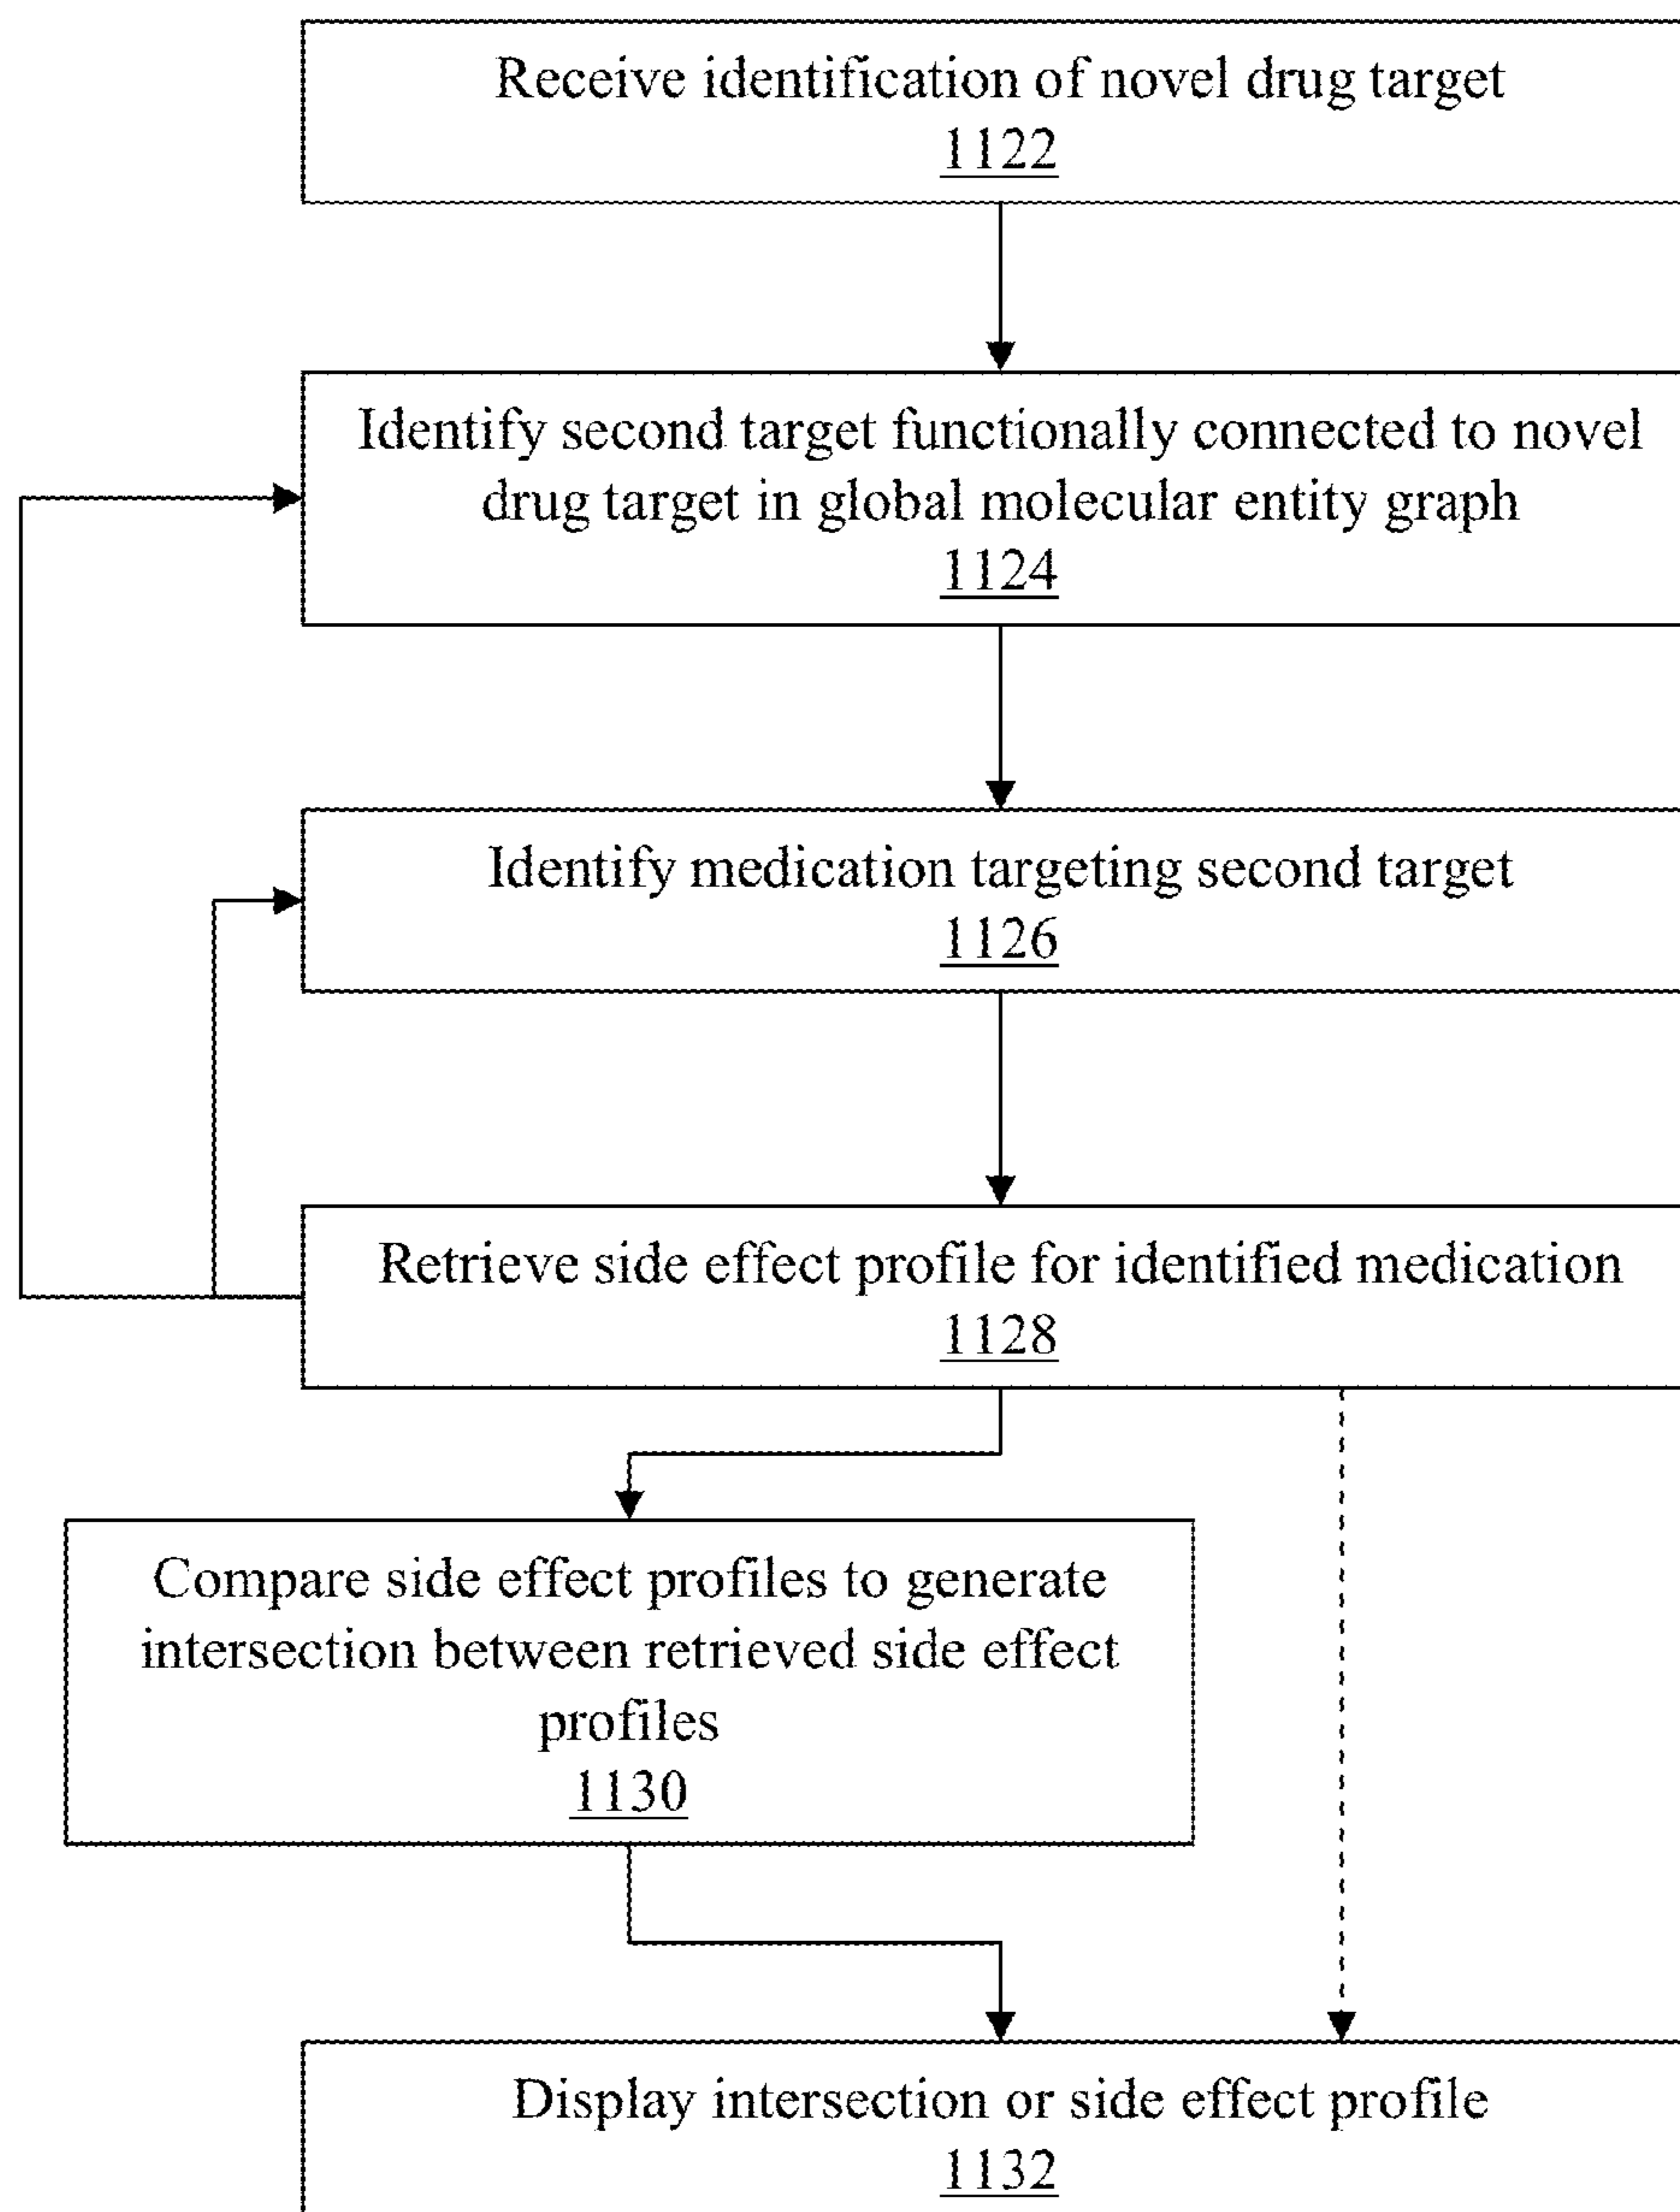 Receive identification of novel drug target
1122
Identify second target functionally connected to novel
drug target in global molecular entity graph
1124
Identify medication targeting second target
1126
Retrieve side effect profile for identified medication
1128
Compare side effect profiles to generate
intersection between retrieved side effect
profiles
1130
Display intersection or side effect profile
1132